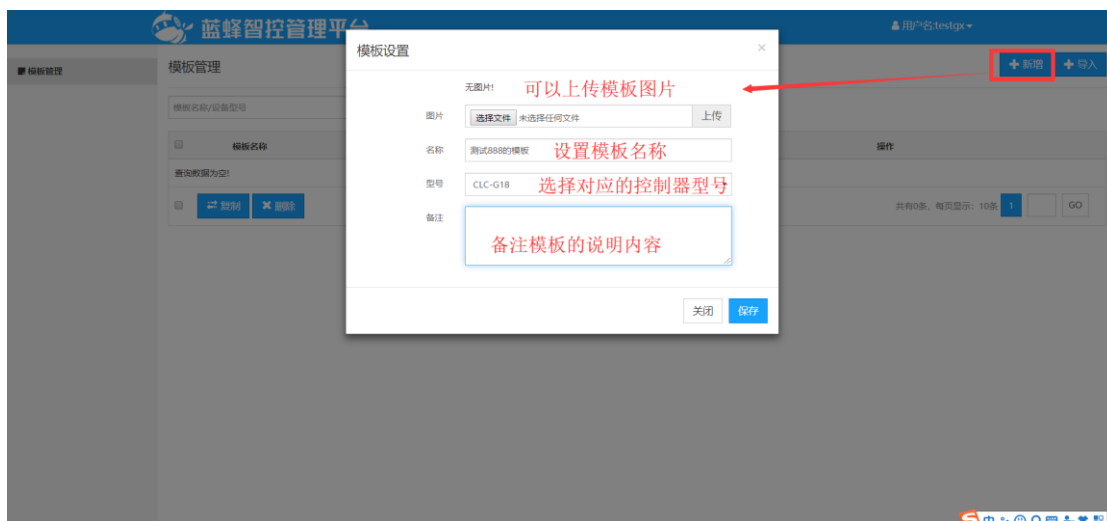 蓝蜂智控管理平台
用户名:testgx
模板管理
模板管理
新增
导入
模板名称/设备型号
模板名称
操作
查询数据为空!
复制
删除
共有0条, 每页显示: 10条
1
GO
模板设置
×
无图片!
可以上传模板图片
图片
选择文件 未选择任何文件
上传
名称
测试888的模板
设置模板名称
型号
CLC-G18
选择对应的控制器型号
备注
备注模板的说明内容
关闭
保存
中